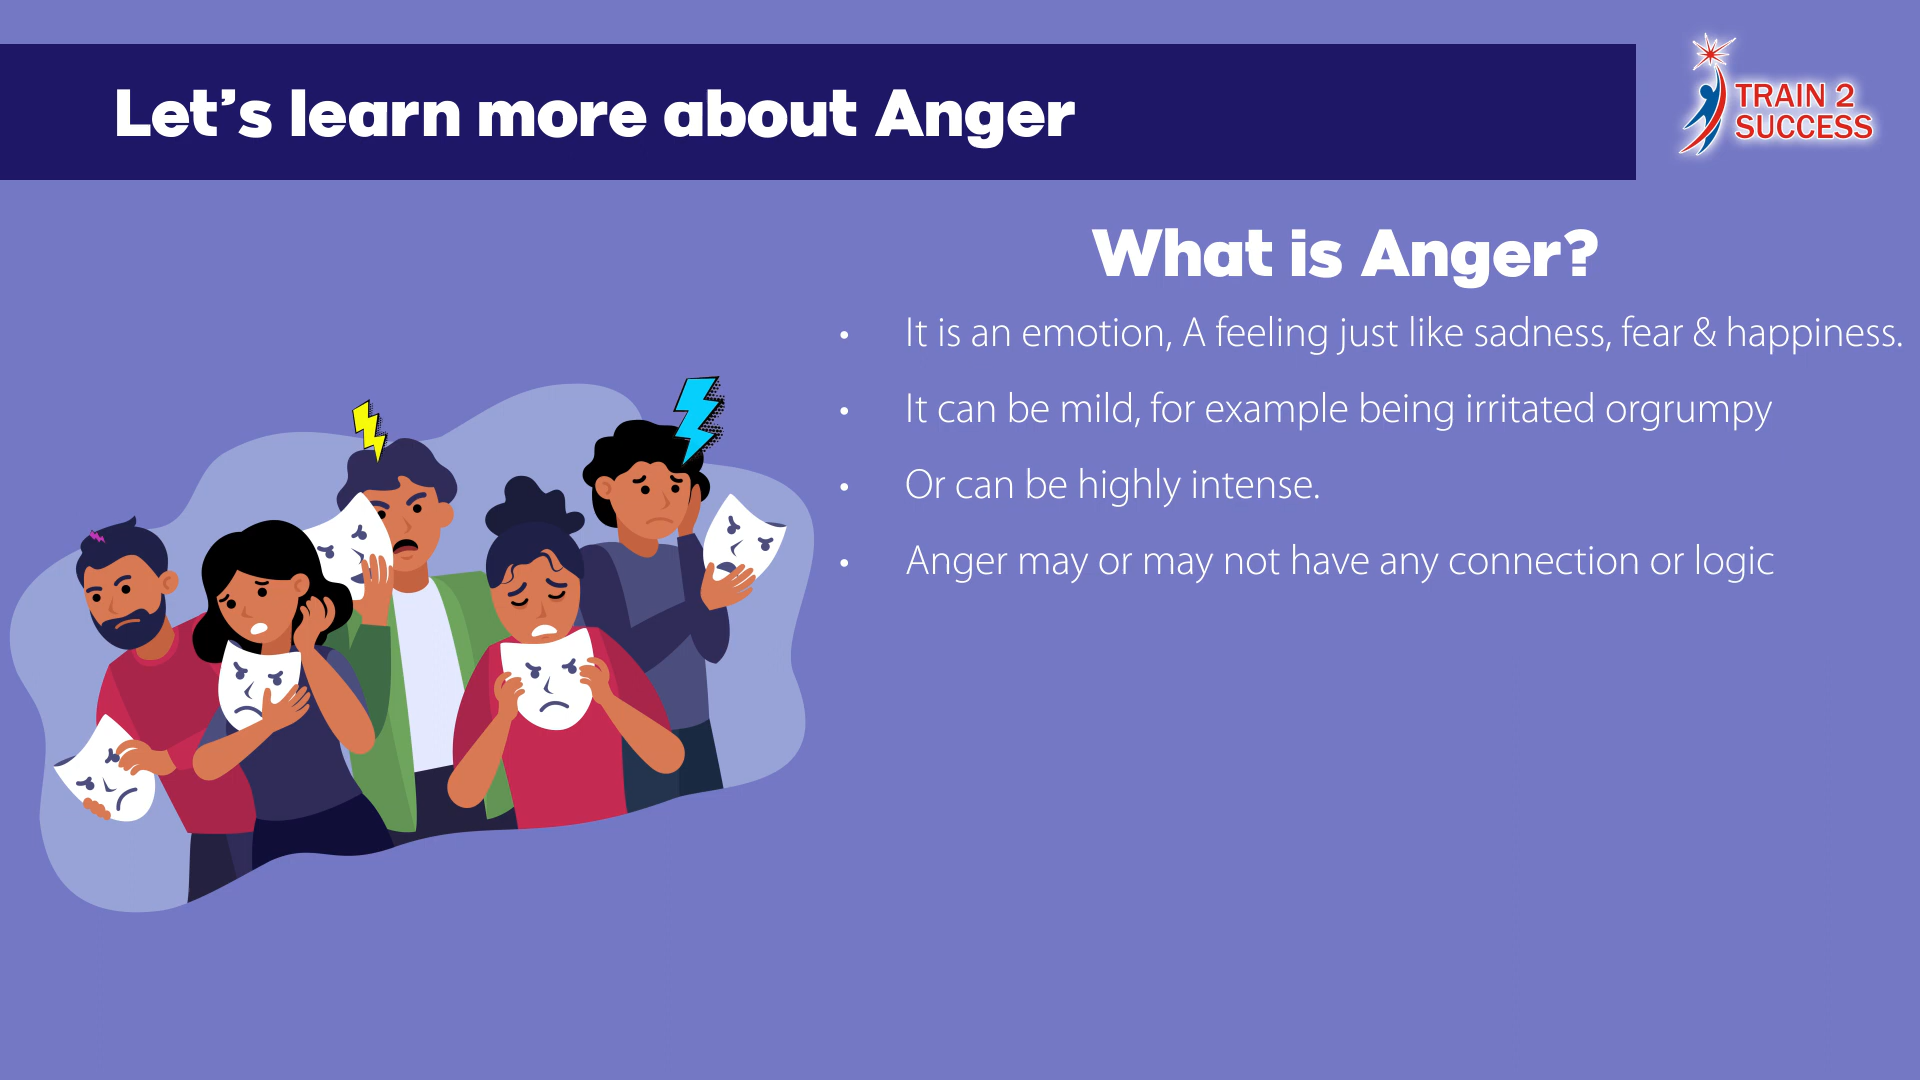 Let's learn more about Anger
TRAIN 2
SUCCESS
What is Anger?
• It is an emotion, A feeling just like sadness, fear & happiness.
• It can be mild, for example being irritated orgrumpy
• Or can be highly intense.
• Anger may or may not have any connection or logic